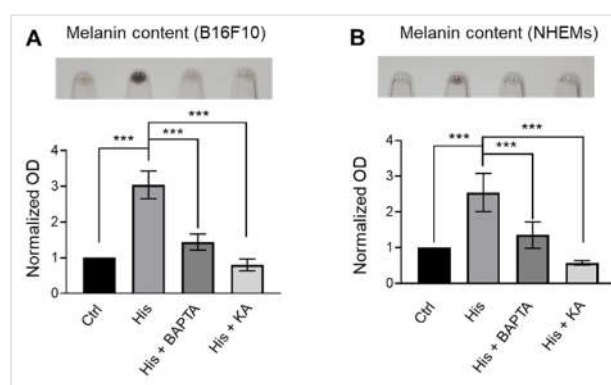 A Melanin content (B16F10)
***
***
***
Normalized OD
4
3
2
1
0
Ctrl
His
His + BAPTA
His + KA
B Melanin content (NHEMs)
***
***
***
Normalized OD
4
3
2
1
0
Ctrl
His
His + BAPTA
His + KA